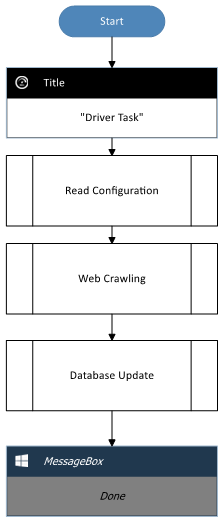 Start
Title
"Driver Task"
Read Configuration
Web Crawling
Database Update
MessageBox
Done